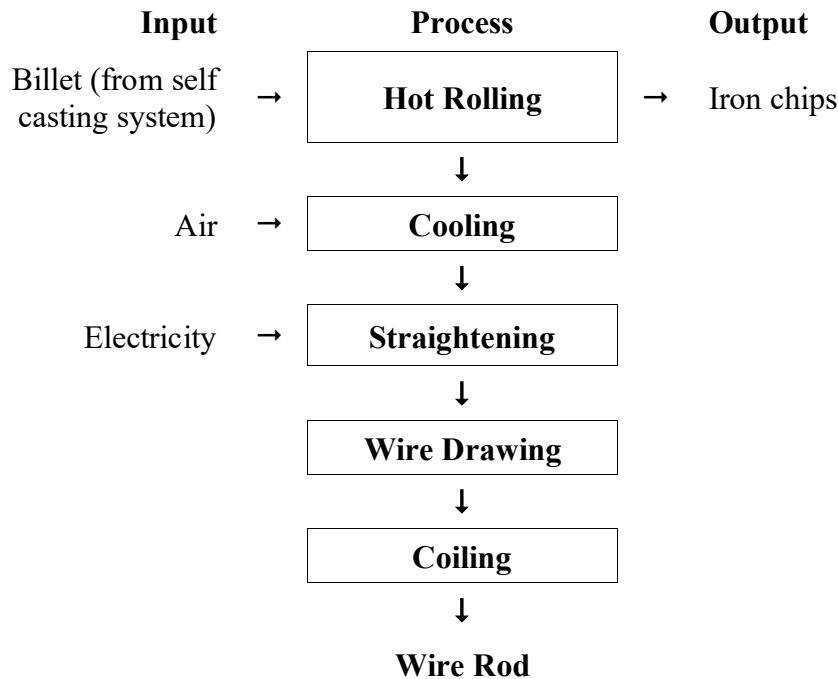 Input Process Output
Billet (from self
casting system) → Hot Rolling → Iron chips
↓
Air → Cooling
↓
Electricity → Straightening
↓
Wire Drawing
↓
Coiling
↓
Wire Rod